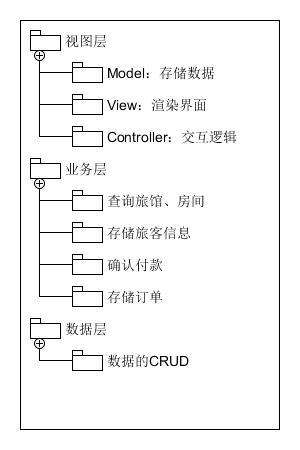 视图层
Model：存储数据
View：渲染界面
Controller：交互逻辑
业务层
查询旅馆、房间
存储旅客信息
确认付款
存储订单
数据层
数据的CRUD